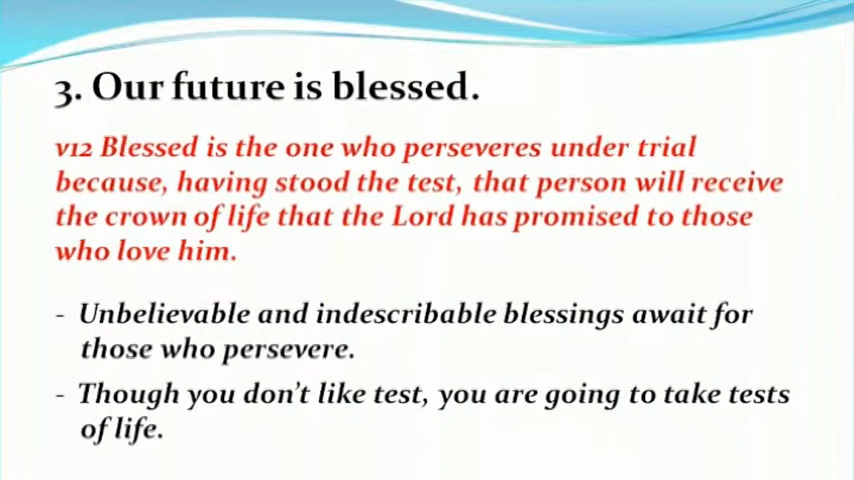 3. Our future is blessed.
v12 Blessed is the one who perseveres under trial
because, having stood the test, that person will receive
the crown of life that the Lord has promised to those
who love him.
- Unbelievable and indescribable blessings await for
those who persevere.
- Though you don't like test, you are going to take tests
of life.